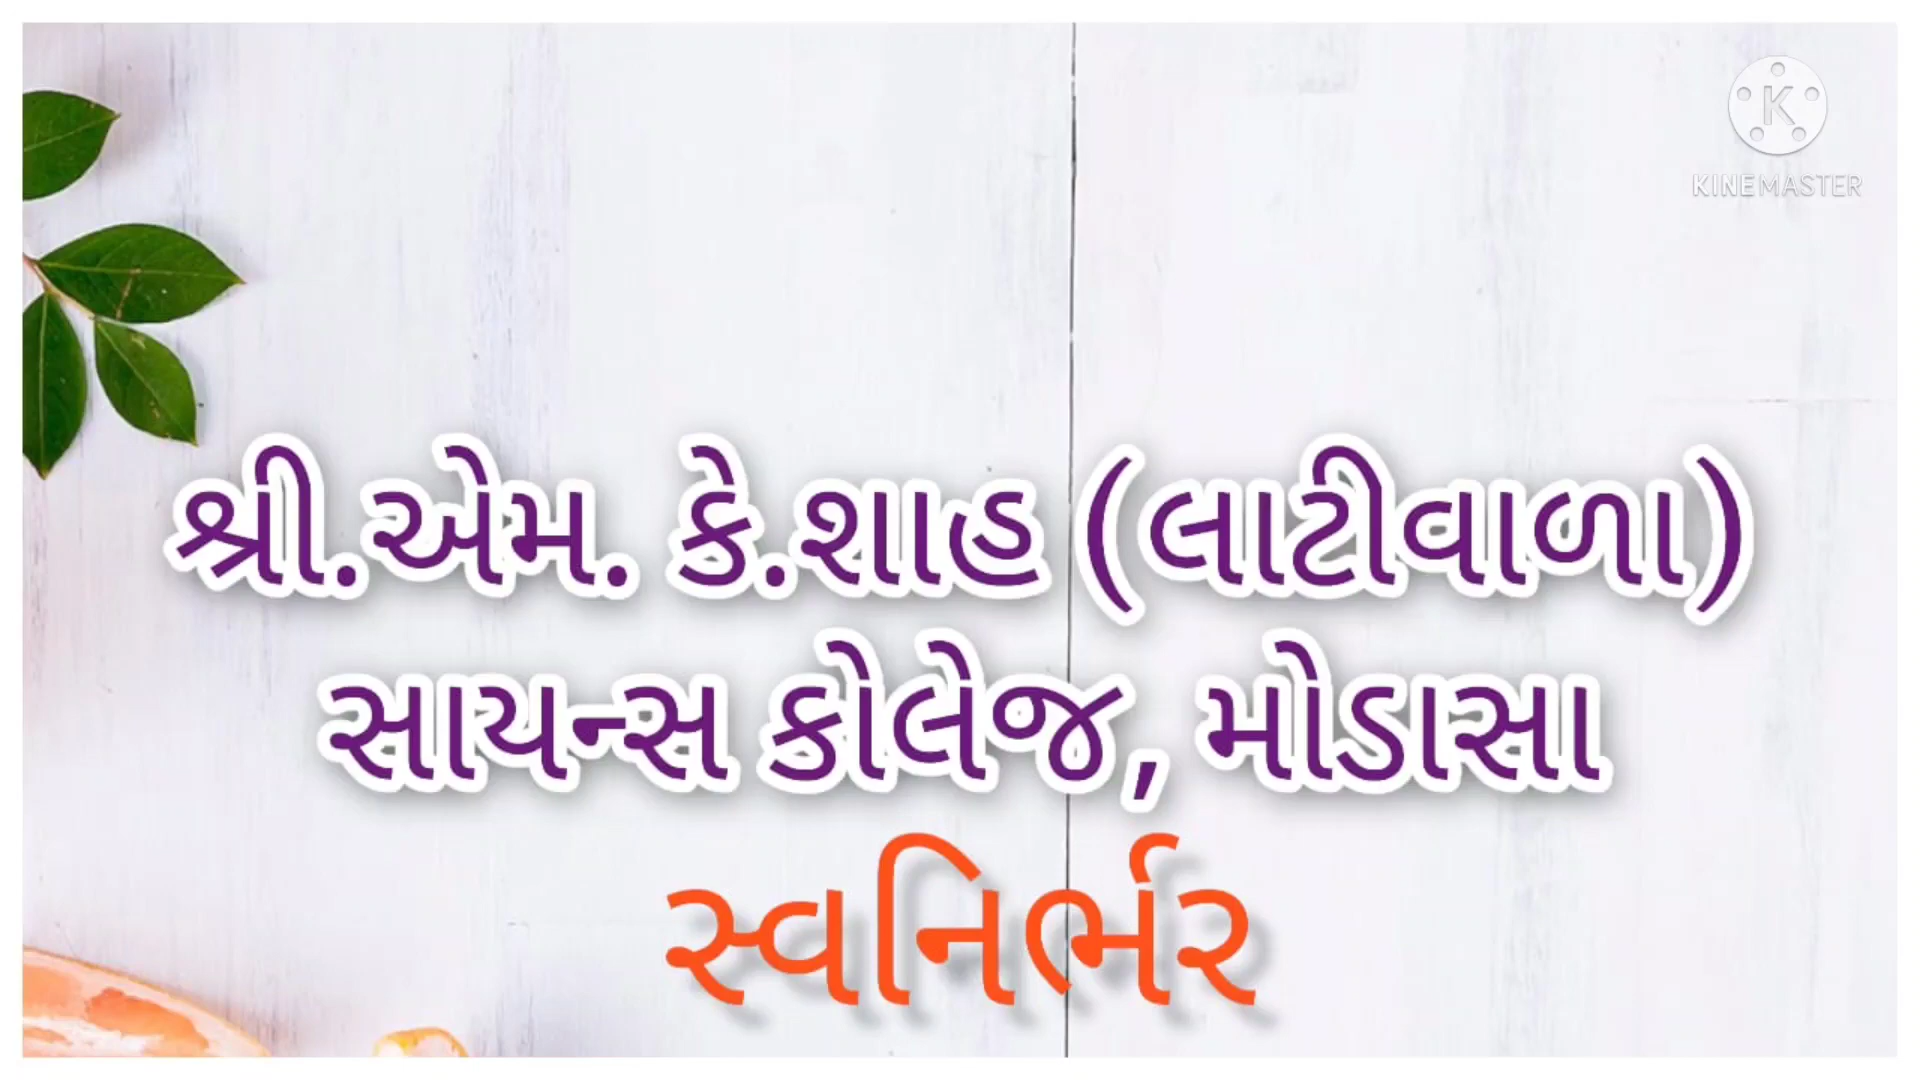 K
KINEMASTER
શ્રી.એમ. કે.શાહ (લાટીવાળા)
સાયન્સ કોલેજ, મોડાસા
સ્વનિર્ભર